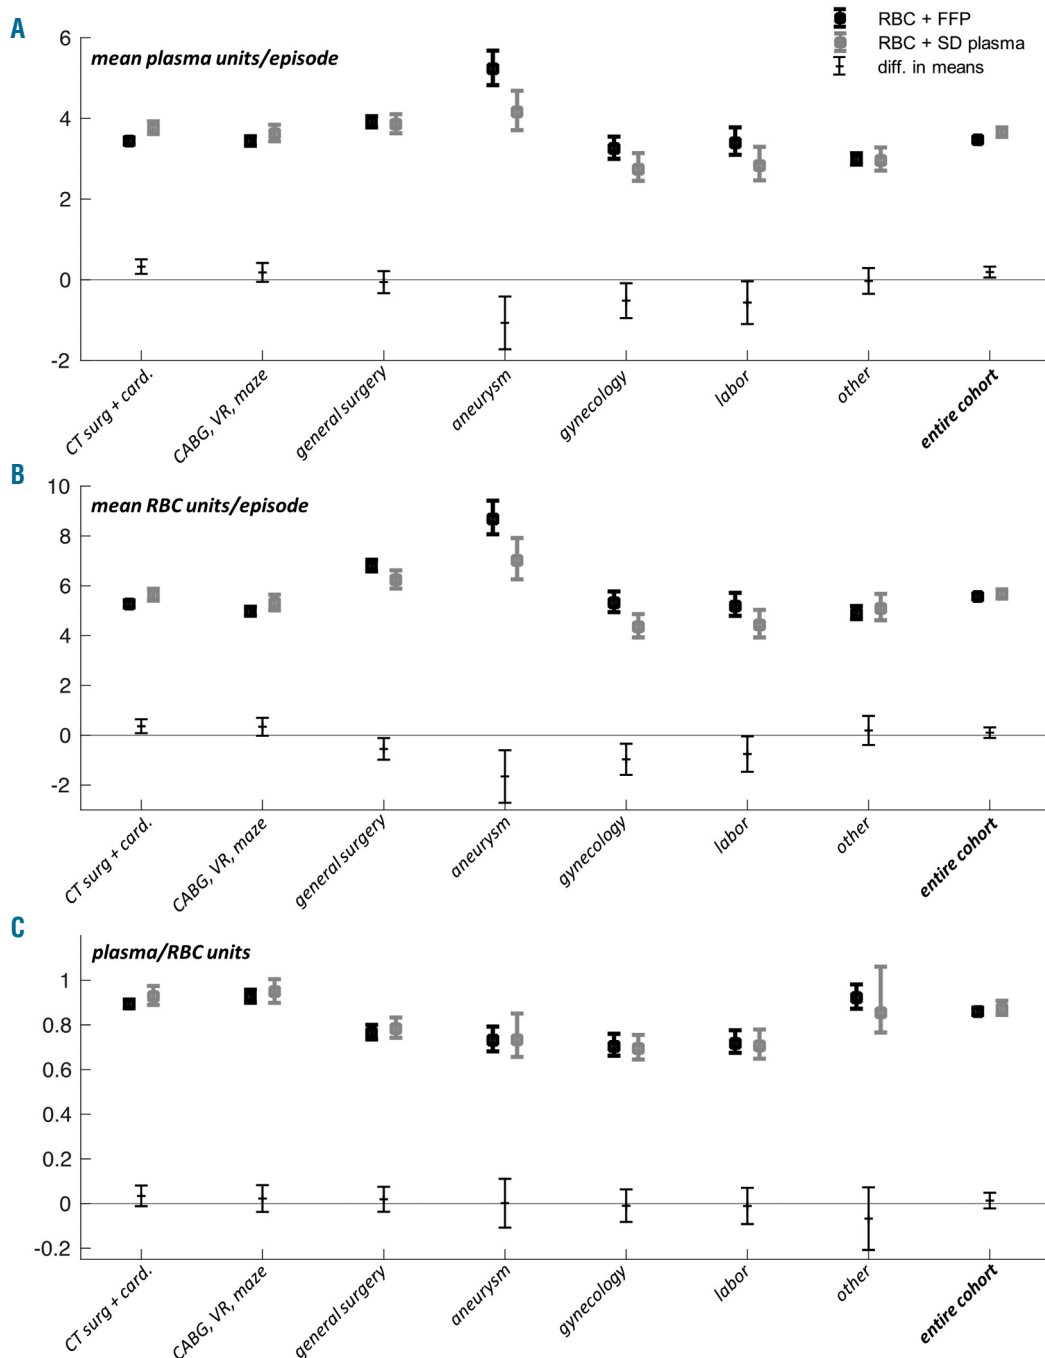 A
RBC + FFP
RBC + SD plasma
diff. in means
mean plasma units/episode
6
4
2
0
-2
CT surg + card.
CABG, VR, maze
general surgery
aneurysm
gynecology
labor
other
entire cohort
B
mean RBC units/episode
10
8
6
4
2
0
-2
CT surg + card.
CABG, VR, maze
general surgery
aneurysm
gynecology
labor
other
entire cohort
C
plasma/RBC units
1
0.8
0.6
0.4
0.2
0
-0.2
CT surg + card.
CABG, VR, maze
general surgery
aneurysm
gynecology
labor
other
entire cohort